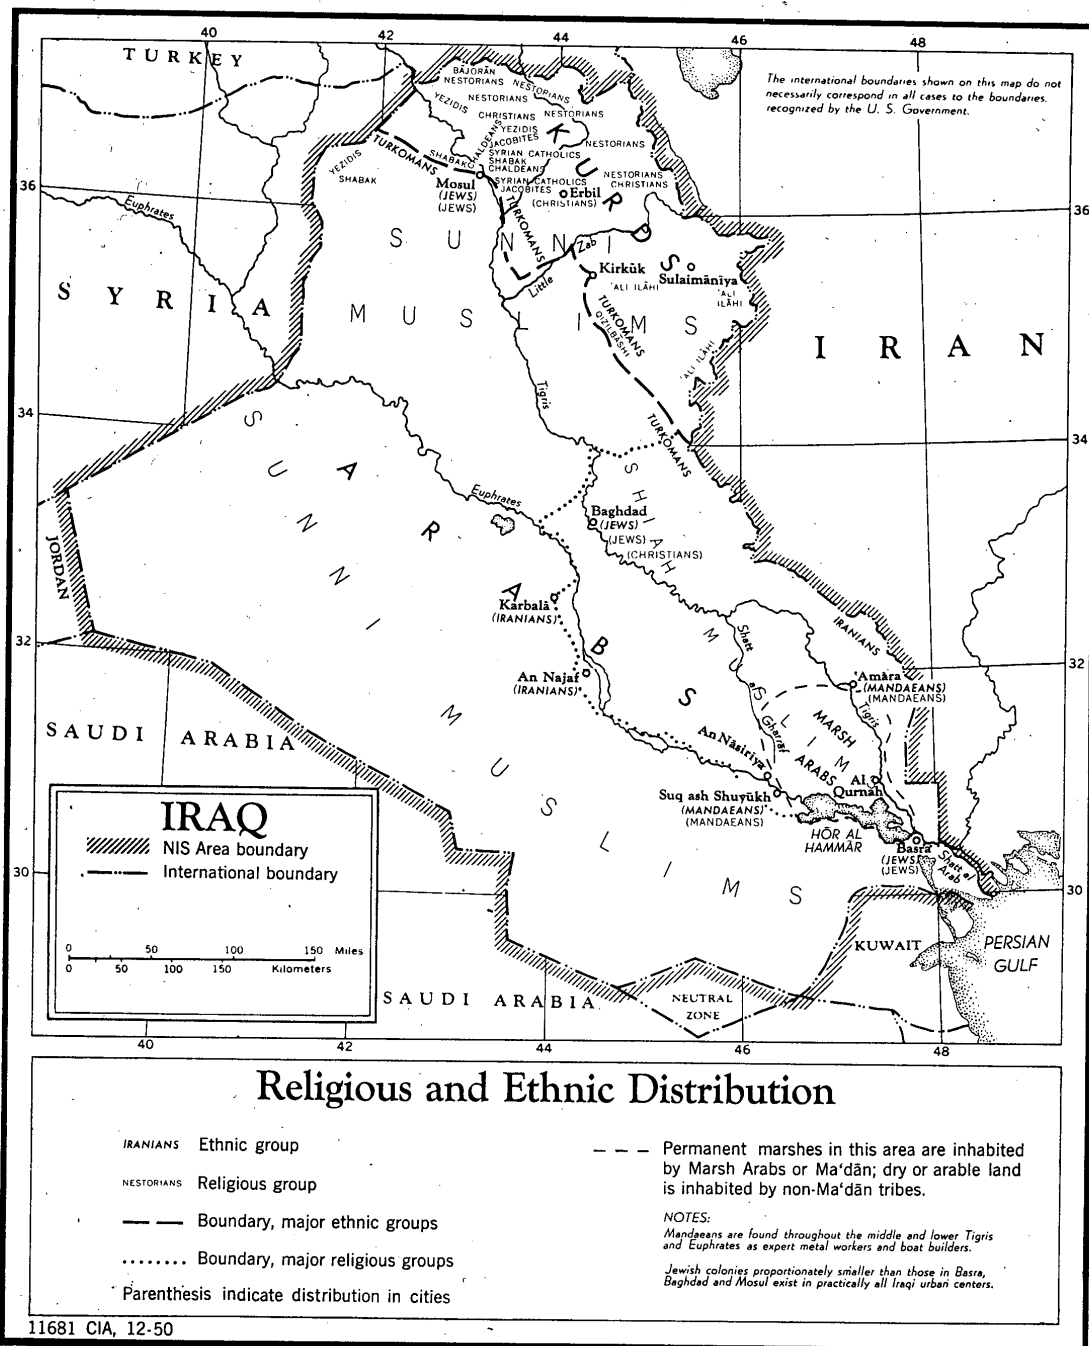 40
42
44
46
48
TURKEY
The international boundaries shown on this map do not
necessarily correspond in all cases to the boundaries
recognized by the U. S. Government.
BAJORĀN
NESTORIANS
NESTORIANS
YEZIDIS
NESTORIANS
CHRISTIANS
NESTORIANS
YEZIDIS
JACOBITES
NESTORIANS
KURDS
TURKOMANS
SHABAK
CHALDEANS
SYRIAN CATHOLICS
SHABAK
CHALDEANS
YEZIDIS
SHABAK
SYRIAN CATHOLICS
JACOBITES
NESTORIANS
CHRISTIANS
36
Mosul
(JEWS)
(JEWS)
Erbil
(CHRISTIANS)
36
Euphrates
TURKOMANS
SUNNI
Zab
Little
Kirkūk
'ALI ILĀHI
Sulaimānīya
'ALI
ILĀHI
SYRIA
MUSLIMS
TURKOMANS
QIZILBĀSHI
'ALI ILĀHI
IRAN
34
Tigris
TURKOMANS
34
SUNNI
ARABS
Euphrates
SHI'AH
Baghdad
(JEWS)
(JEWS)
(CHRISTIANS)
JORDAN
Karbalā
(IRANIANS)
IRANIANS
32
32
MUSLIM
Shatt
al
Gharraf
An Najaf
(IRANIANS)
'Amāra
(MANDAEANS)
(MANDAEANS)
Tigris
MARSH
ARABS
SAUDI ARABIA
MUSLIMS
An Nāsirīya
Al
Qurnah
Suq ash Shuyūkh
(MANDAEANS)
(MANDAEANS)
HŌR AL
HAMMĀR
Basra
(JEWS)
(JEWS)
Shatt al
Arab
30
30
KUWAIT
PERSIAN
GULF
SAUDI ARABIA
NEUTRAL
ZONE
IRAQ
NIS Area boundary
International boundary
0 50 100 150 Miles
0 50 100 150 Kilometers
40
42
44
46
48
Religious and Ethnic Distribution
IRANIANS Ethnic group
NESTORIANS Religious group
Boundary, major ethnic groups
Boundary, major religious groups
Parenthesis indicate distribution in cities
Permanent marshes in this area are inhabited
by Marsh Arabs or Ma'dān; dry or arable land
is inhabited by non-Ma'dān tribes.
NOTES:
Mandaeans are found throughout the middle and lower Tigris
and Euphrates as expert metal workers and boat builders.
Jewish colonies proportionately smaller than those in Basra,
Baghdad and Mosul exist in practically all Iraqi urban centers.
11681 CIA, 12-50